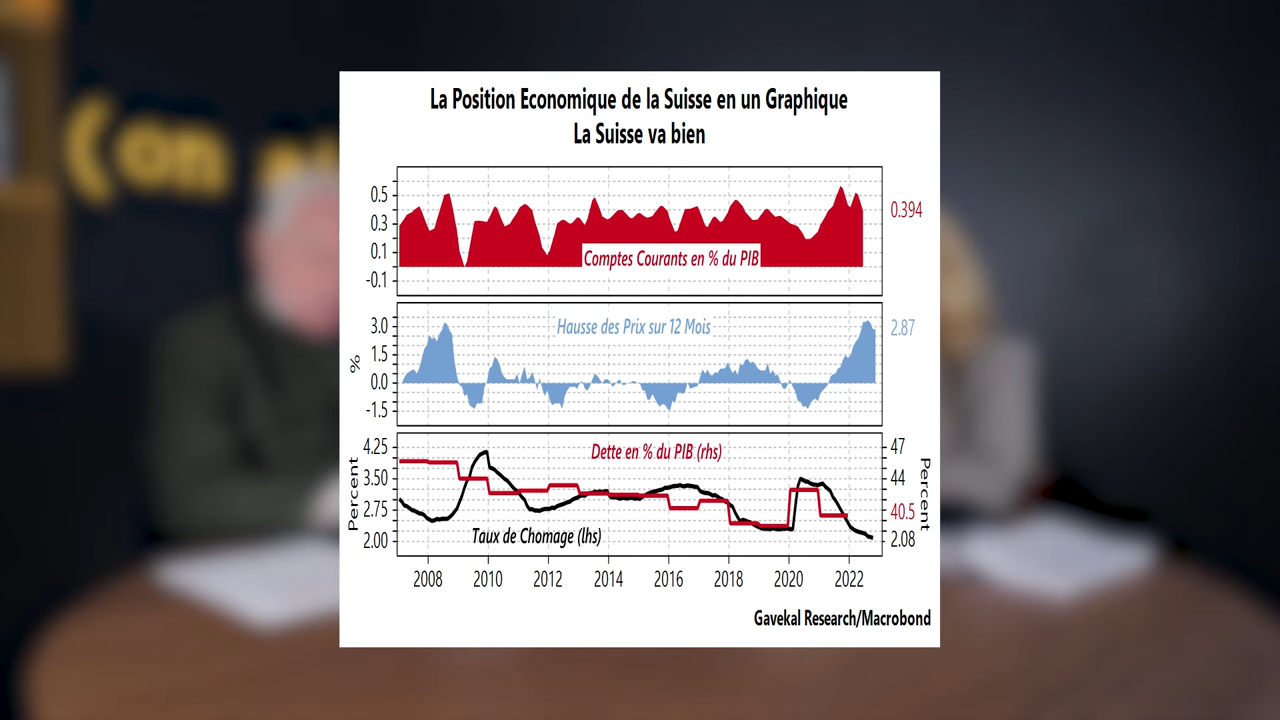 La Position Economique de la Suisse en un Graphique
La Suisse va bien
0.5
0.3
0.1
-0.1
0.394
Comptes Courants en % du PIB
3.0
1.5
0.0
-1.5
%
Hausse des Prix sur 12 Mois
2.87
4.25
3.50
2.75
2.00
Percent
Dette en % du PIB (rhs)
Taux de Chomage (lhs)
47
44
40.5
2.08
Percent
2008 2010 2012 2014 2016 2018 2020 2022
Gavekal Research/Macrobond